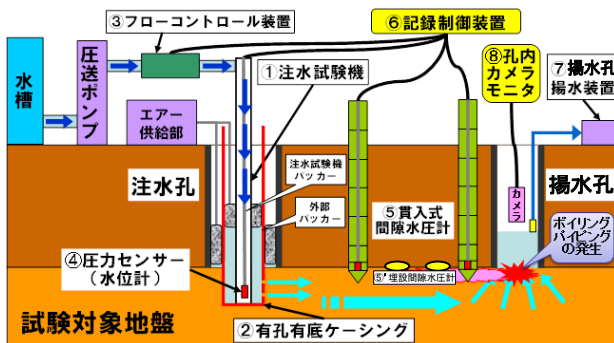 ③フローコントロール装置
⑥記録制御装置
水槽
圧送ポンプ
①注水試験機
⑧孔内
カメラ
モニタ
⑦揚水孔
揚水装置
エアー
供給部
注水孔
注水試験機
パッカー
外部
パッカー
⑤貫入式
間隙水圧計
カメラ
揚水孔
ボイリング
パイピング
の発生
④圧力センサー
（水位計）
⑤’埋設間隙水圧計
試験対象地盤
②有孔有底ケーシング